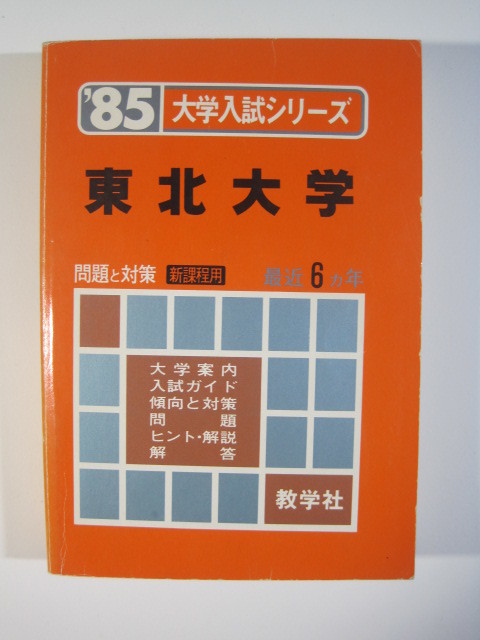 '85 大学入試シリーズ
東北大学
問題と対策 新課程用 最近6ヵ年
大学案内
入試ガイド
傾向と対策
問題
ヒント・解説
解答
教学社